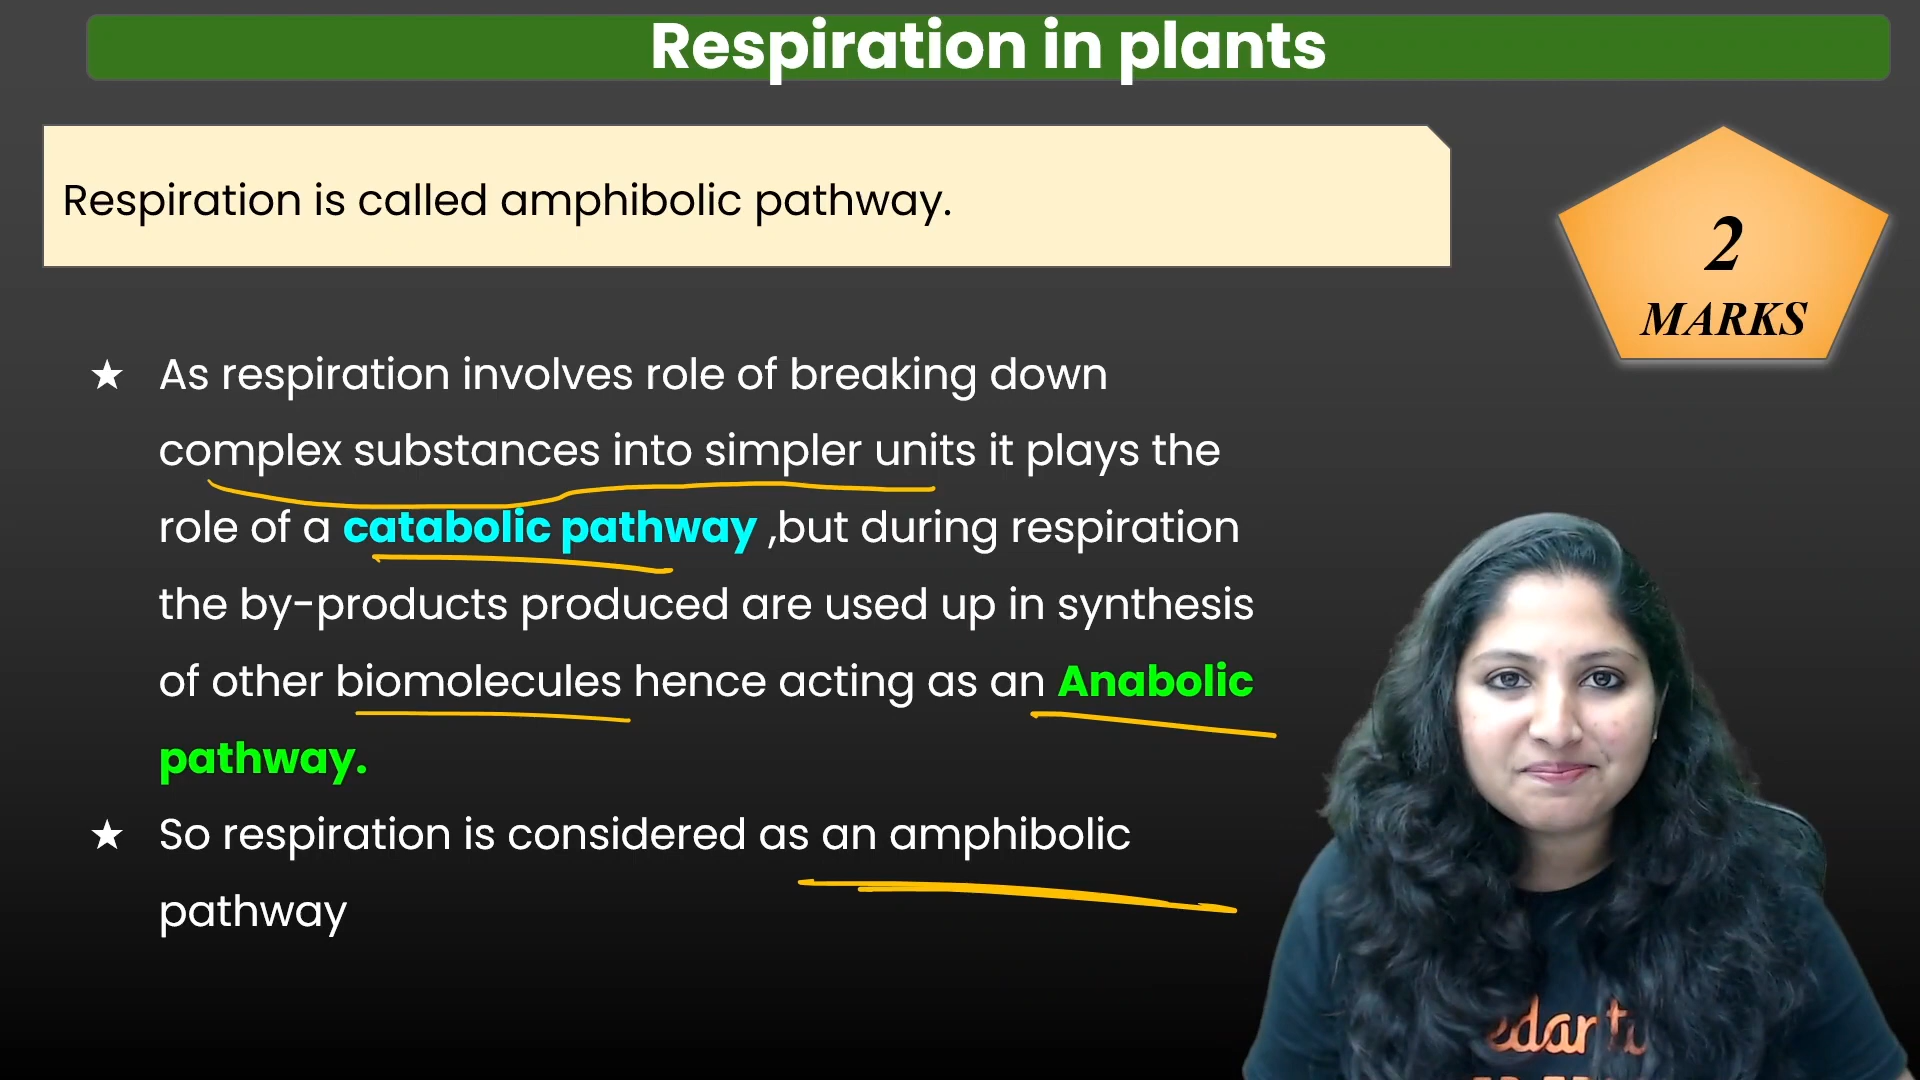 Respiration in plants
Respiration is called amphibolic pathway.
2
MARKS
★ As respiration involves role of breaking down
complex substances into simpler units it plays the
role of a catabolic pathway ,but during respiration
the by-products produced are used up in synthesis
of other biomolecules hence acting as an Anabolic
pathway.
★ So respiration is considered as an amphibolic
pathway